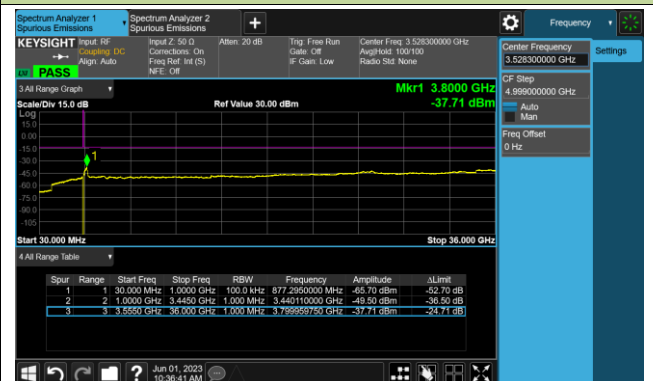 Spectrum Analyzer 1
Spurious Emissions
Spectrum Analyzer 2
Spurious Emissions
Frequency
KEYSIGHT
Input: RF
Coupling: DC
Align: Auto
Input Z: 50 Ω
Corrections: On
Freq Ref: Int (S)
NFE: Off
Atten: 20 dB
Trig: Free Run
Gate: Off
IF Gain: Low
Center Freq: 3.528300000 GHz
Avg|Hold: 100/100
Radio Std: None
PASS
Center Frequency
3.528300000 GHz
Settings
CF Step
4.999000000 GHz
Auto
Man
Freq Offset
0 Hz
3 All Range Graph
Mkr1 3.8000 GHz
-37.71 dBm
Scale/Div 15.0 dB
Ref Value 30.00 dBm
Log
15.0
0.00
-15.0
-30.0
-45.0
-60.0
-75.0
-90.0
-105
1
Start 30.000 MHz
Stop 36.000 GHz
4 All Range Table
Spur Range Start Freq Stop Freq RBW Frequency Amplitude ΔLimit
1 1 30.000 MHz 1.0000 GHz 100.0 kHz 877.2950000 MHz -65.70 dBm -52.70 dB
2 2 1.0000 GHz 3.4450 GHz 1.000 MHz 3.440110000 GHz -49.50 dBm -36.50 dB
3 3 3.5550 GHz 36.000 GHz 1.000 MHz 3.799959750 GHz -37.71 dBm -24.71 dB
Jun 01, 2023
10:36:41 AM